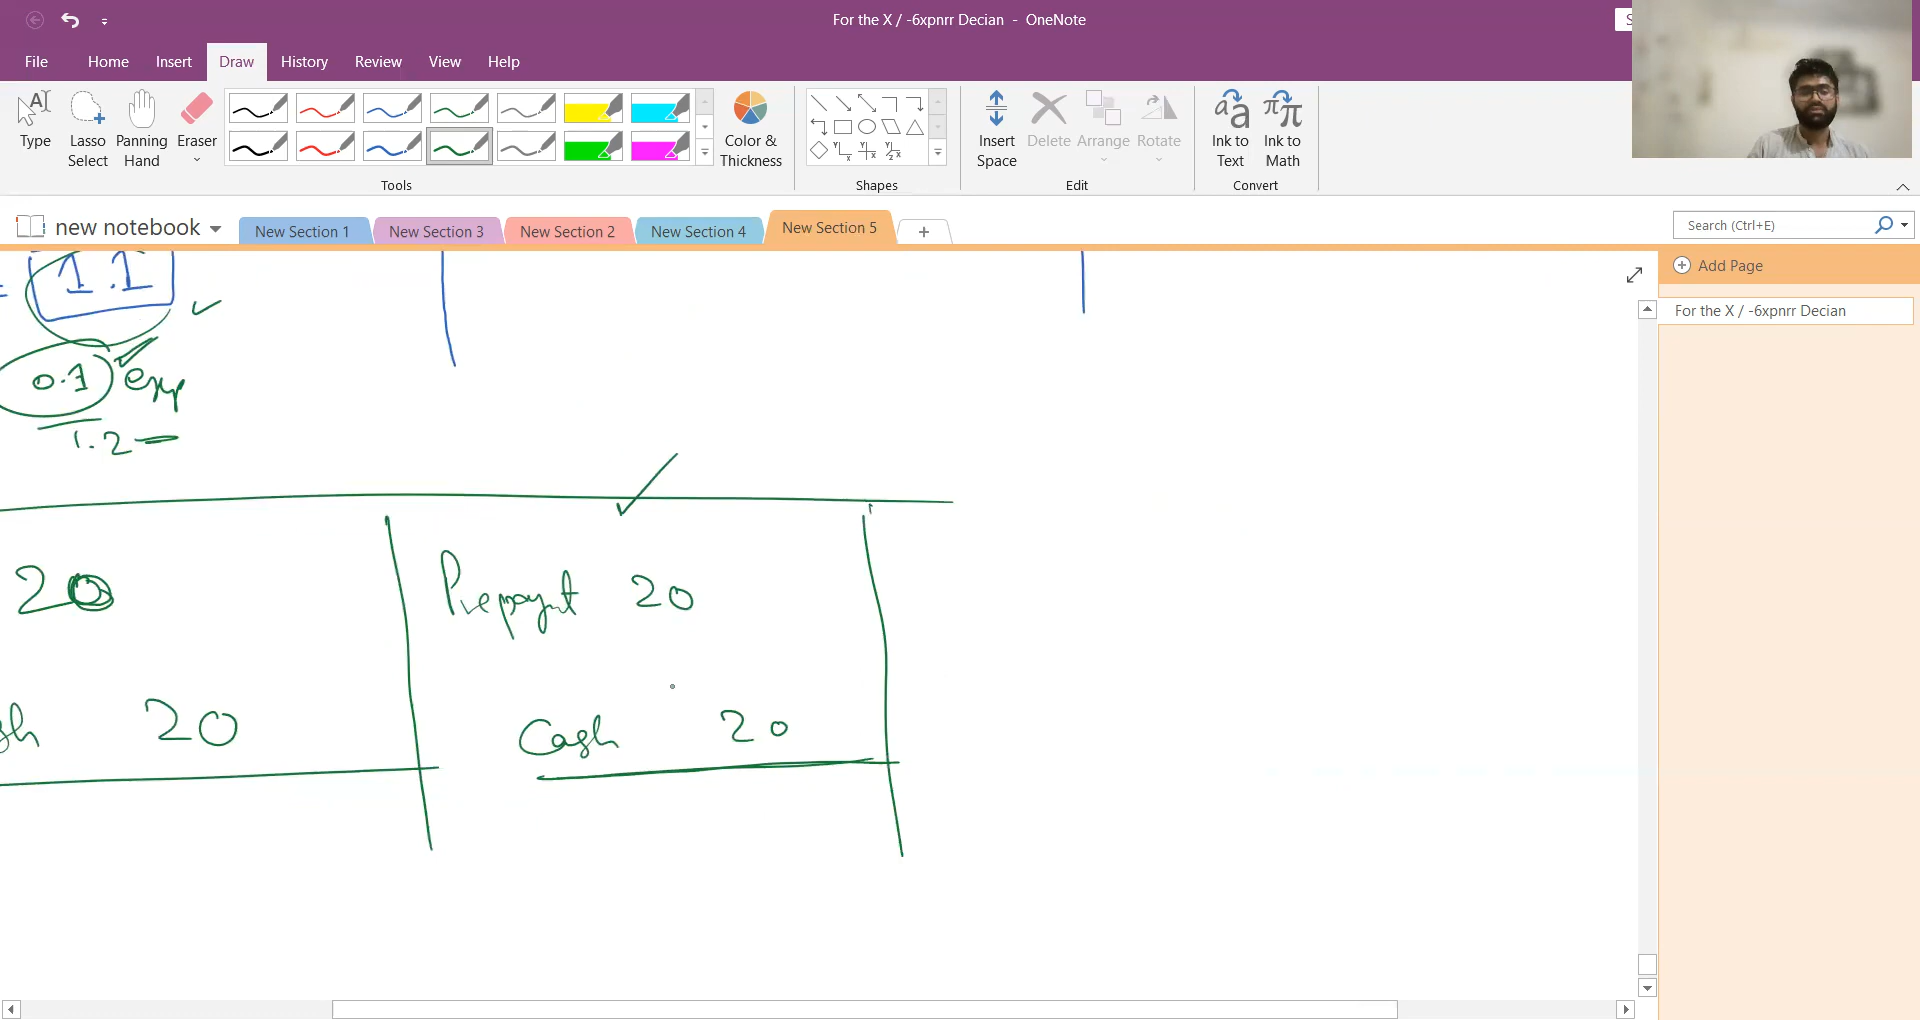 For the X / -6xpnrr Decian - OneNote
File Home Insert Draw History Review View Help
Type
Lasso Select
Panning Hand
Eraser
Color & Thickness
Insert Space
Delete
Arrange
Rotate
Ink to Text
Ink to Math
Tools
Shapes
Edit
Convert
new notebook
New Section 1
New Section 3
New Section 2
New Section 4
New Section 5
Search (Ctrl+E)
Add Page
For the X / -6xpnrr Decian
= 1.1
0.1 exp
1.2
20
Prepaymt 20
20
Cash 20